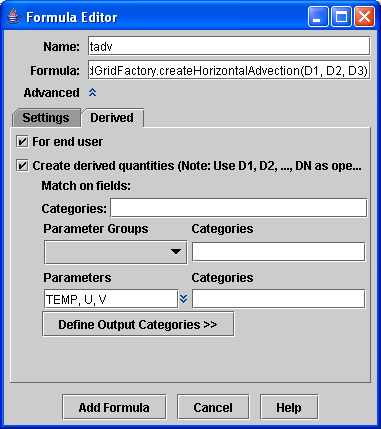 Formula Editor
Name: tadv
Formula: dGridFactory.createHorizontalAdvection(D1, D2, D3)
Advanced
Settings Derived
For end user
Create derived quantities (Note: Use D1, D2, ..., DN as ope...
Match on fields:
Categories:
Parameter Groups Categories
Parameters Categories
TEMP, U, V
Define Output Categories >>
Add Formula Cancel Help